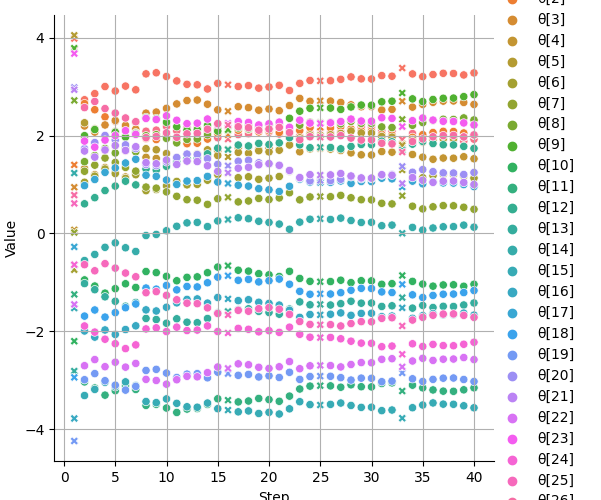 θ[2]
θ[3]
θ[4]
θ[5]
θ[6]
θ[7]
θ[8]
θ[9]
θ[10]
θ[11]
θ[12]
θ[13]
θ[14]
θ[15]
θ[16]
θ[17]
θ[18]
θ[19]
θ[20]
θ[21]
θ[22]
θ[23]
θ[24]
θ[25]
θ[26]
4
2
0
−2
−4
Value
0 5 10 15 20 25 30 35 40
Step